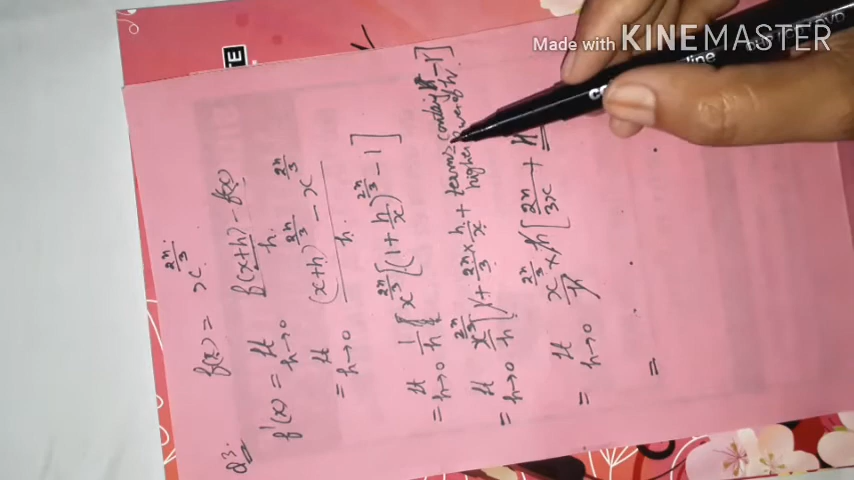 Made with KINEMASTER
Q3. f(x) = x^{2n/3}
f'(x) = lt h→0 f(x+h) - f(x) / h
= lt h→0 (x+h)^{2n/3} - x^{2n/3} / h
= lt h→0 1/h [x^{2n/3} [(1 + h/x)^{2n/3} - 1]
= lt h→0 x^{2n/3} / h [1 + 2n/3 × h/x + terms higher of h - 1]
= lt h→0 x^{2n/3} × h / h [2n/3x + h
=